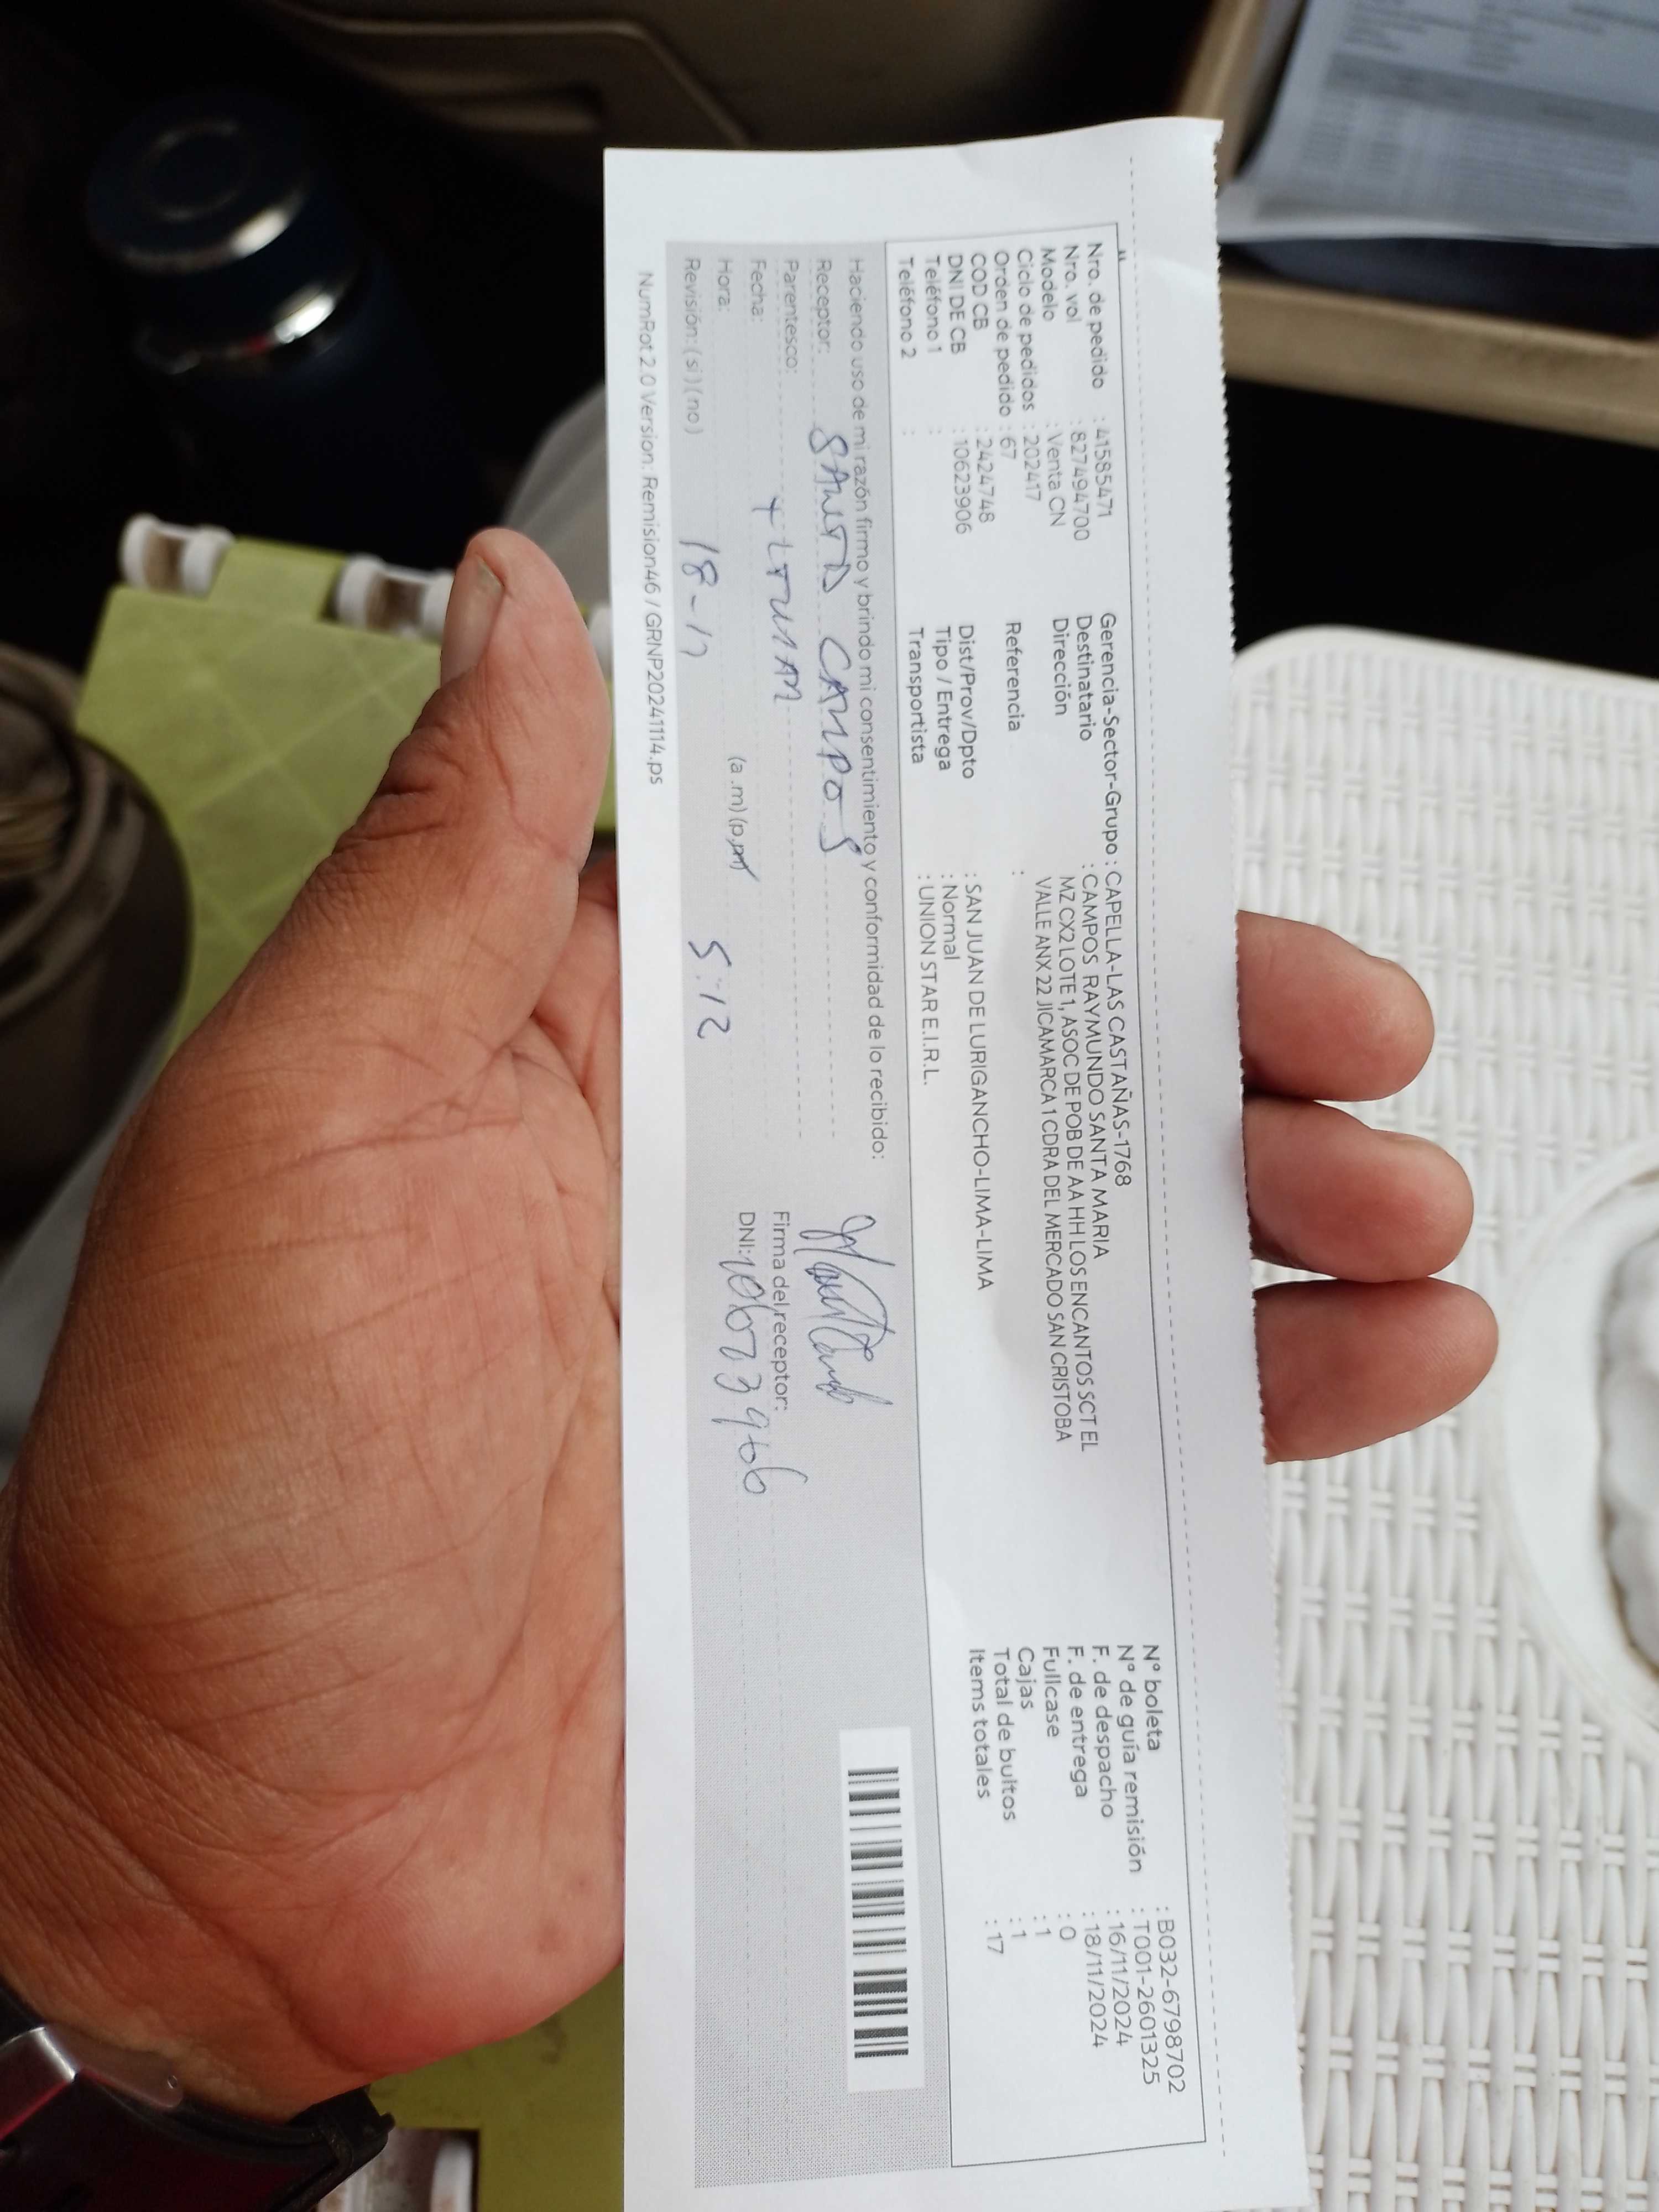 Nro. de pedido : 41585471
Nro. vol : 827494700
Modelo : Venta CN
Ciclo de pedidos : 202417
Orden de pedido : 67
COD CB : 2424748
DNI DE CB : 10623906
Teléfono 1 :
Teléfono 2 :
Gerencia-Sector-Grupo : CAPELLA-LAS CASTAÑAS-1768
Destinatario : CAMPOS RAYMUNDO SANTA MARIA
Dirección : MZ CX2 LOTE 1, ASOC DE POB DE AA HH LOS ENCANTOS SCT EL
VALLE ANX 22 JICAMARCA 1 CDRA DEL MERCADO SAN CRISTOBA
Referencia :
Dist/Prov/Dpto : SAN JUAN DE LURIGANCHO-LIMA-LIMA
Tipo / Entrega : Normal
Transportista : UNION STAR E.I.R.L.
N° boleta : B032-6798702
N° de guía remisión : T001-2601325
F. de despacho : 16/11/2024
F. de entrega : 18/11/2024
Fullcase : 0
Cajas : 1
Total de bultos : 1
Items totales : 17
Haciendo uso de mi razón firmo y brindo mi consentimiento y conformidad de lo recibido:
Receptor: SANTA CAMPOS
Parentesco:
Fecha:
Hora: (a .m) (p.m)
Revisión: (si) (no) 18-11 5:12
Firma del receptor:
DNI: 10623906
NumRot 2.0 Version: Remision46 / GRNP20241114.ps